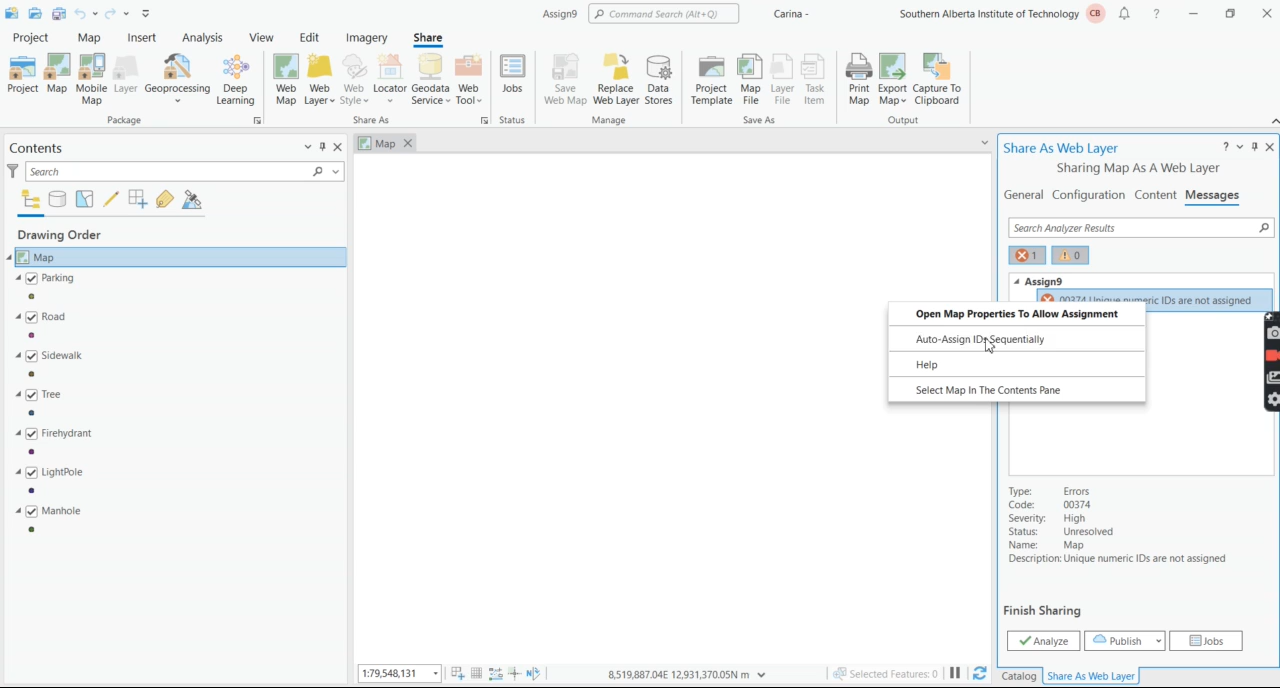 Assign9
Command Search (Alt+Q)
Carina -
Southern Alberta Institute of Technology
CB
?
Project Map Insert Analysis View Edit Imagery Share
Project Map Mobile Map Layer Geoprocessing Deep Learning
Web Map Web Layer Web Style Locator Geodata Service Web Tool
Jobs
Save Web Map Replace Web Layer Data Stores
Project Template Map File Layer File Task Item
Print Map Export Map Capture To Clipboard
Package Share As Status Manage Save As Output
Contents
Search
Drawing Order
Map
Parking
Road
Sidewalk
Tree
Firehydrant
LightPole
Manhole
Map
1:79,548,131
8,519,887.04E 12,931,370.05N m
Selected Features: 0
Share As Web Layer
?
Sharing Map As A Web Layer
General Configuration Content Messages
Search Analyzer Results
1 0
Assign9
00374 Unique numeric IDs are not assigned
Open Map Properties To Allow Assignment
Auto-Assign IDs Sequentially
Help
Select Map In The Contents Pane
Type: Errors
Code: 00374
Severity: High
Status: Unresolved
Name: Map
Description: Unique numeric IDs are not assigned
Finish Sharing
Analyze Publish Jobs
Catalog Share As Web Layer